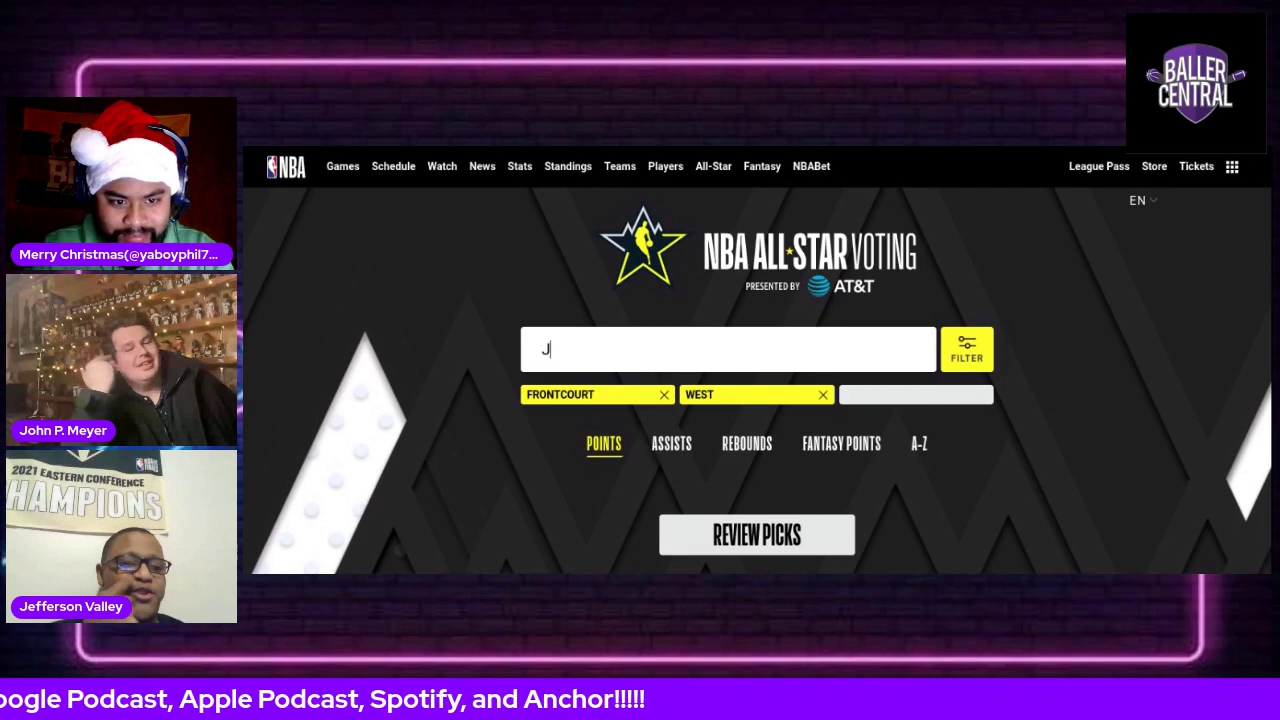 BALLER
CENTRAL
NBA
Games Schedule Watch News Stats Standings Teams Players All-Star Fantasy NBABet
League Pass Store Tickets
EN
NBA ALL★STAR VOTING
PRESENTED BY AT&T
J
FILTER
FRONTCOURT
WEST
POINTS ASSISTS REBOUNDS FANTASY POINTS A-Z
REVIEW PICKS
Merry Christmas(@yaboyphil7...
John P. Meyer
2021 EASTERN CONFERENCE
CHAMPIONS
Jefferson Valley
oogle Podcast, Apple Podcast, Spotify, and Anchor!!!!!